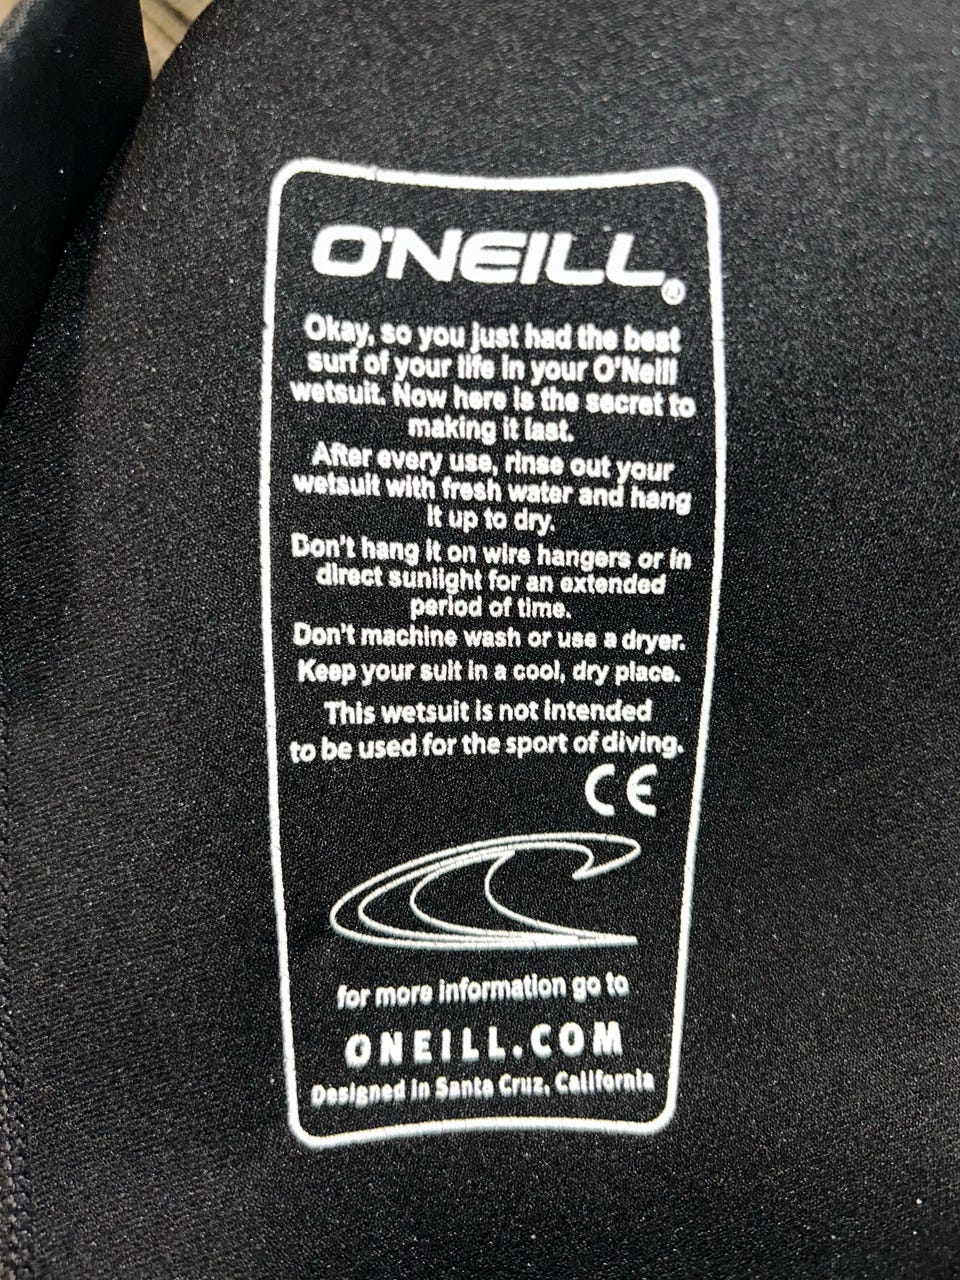 O'NEILL®
Okay, so you just had the best
surf of your life in your O'Neill
wetsuit. Now here is the secret to
making it last.
After every use, rinse out your
wetsuit with fresh water and hang
it up to dry.
Don't hang it on wire hangers or in
direct sunlight for an extended
period of time.
Don't machine wash or use a dryer.
Keep your suit in a cool, dry place.
This wetsuit is not intended
to be used for the sport of diving.
CE
for more information go to
ONEILL.COM
Designed in Santa Cruz, California